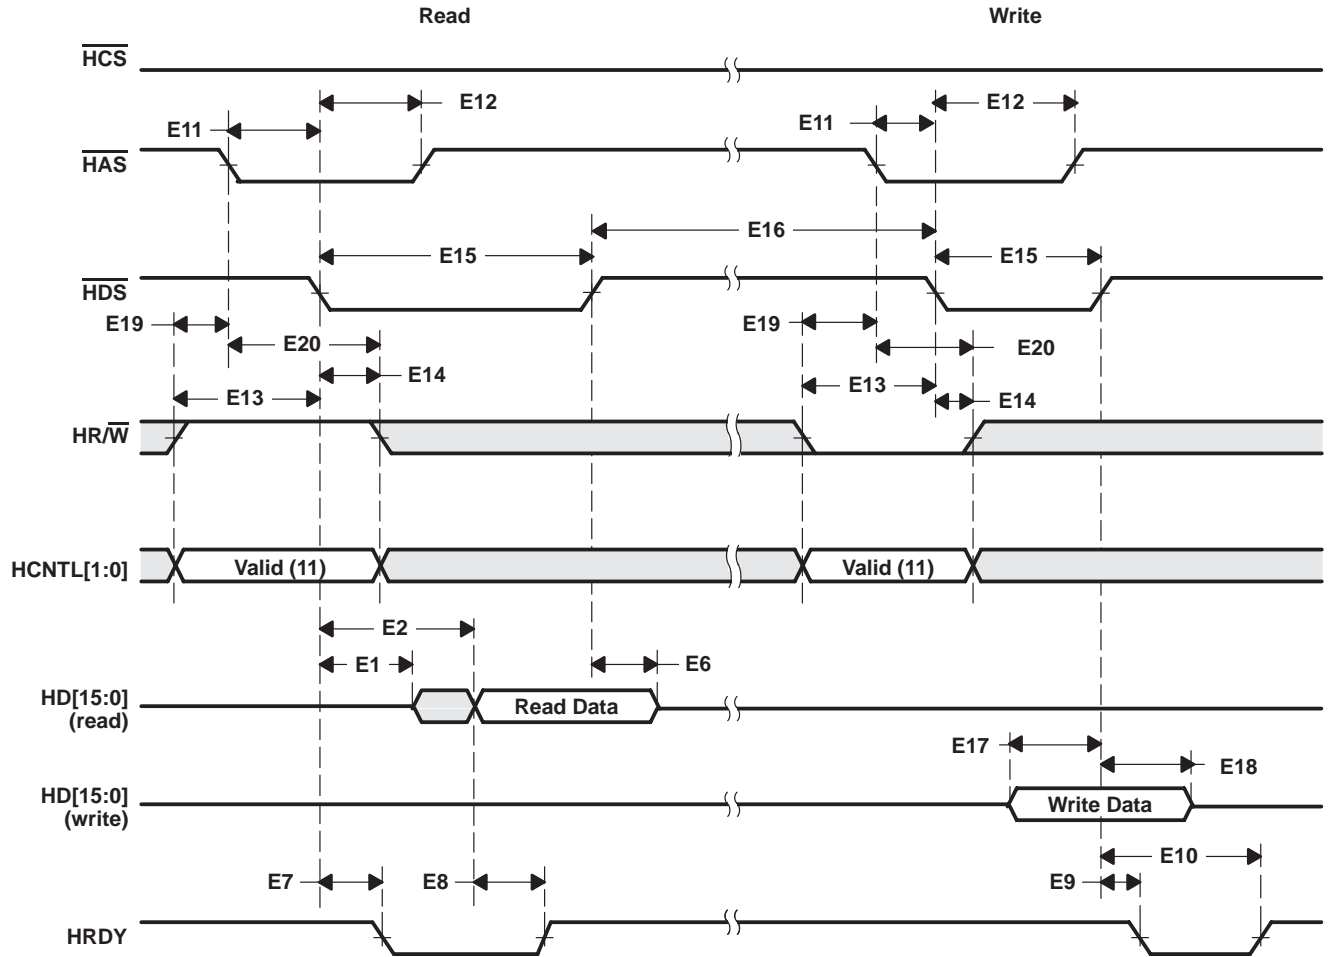 Read Write
HCS
E12 E12
E11 E11
HAS
E16
E15 E15
HDS
E19 E19
E20 E20
E14
E13 E13
E14
HR/W
HCNTL[1:0] Valid (11) Valid (11)
E2
E1 E6
HD[15:0] Read Data
(read)
E17
E18
HD[15:0] Write Data
(write)
E10
E7 E8 E9
HRDY